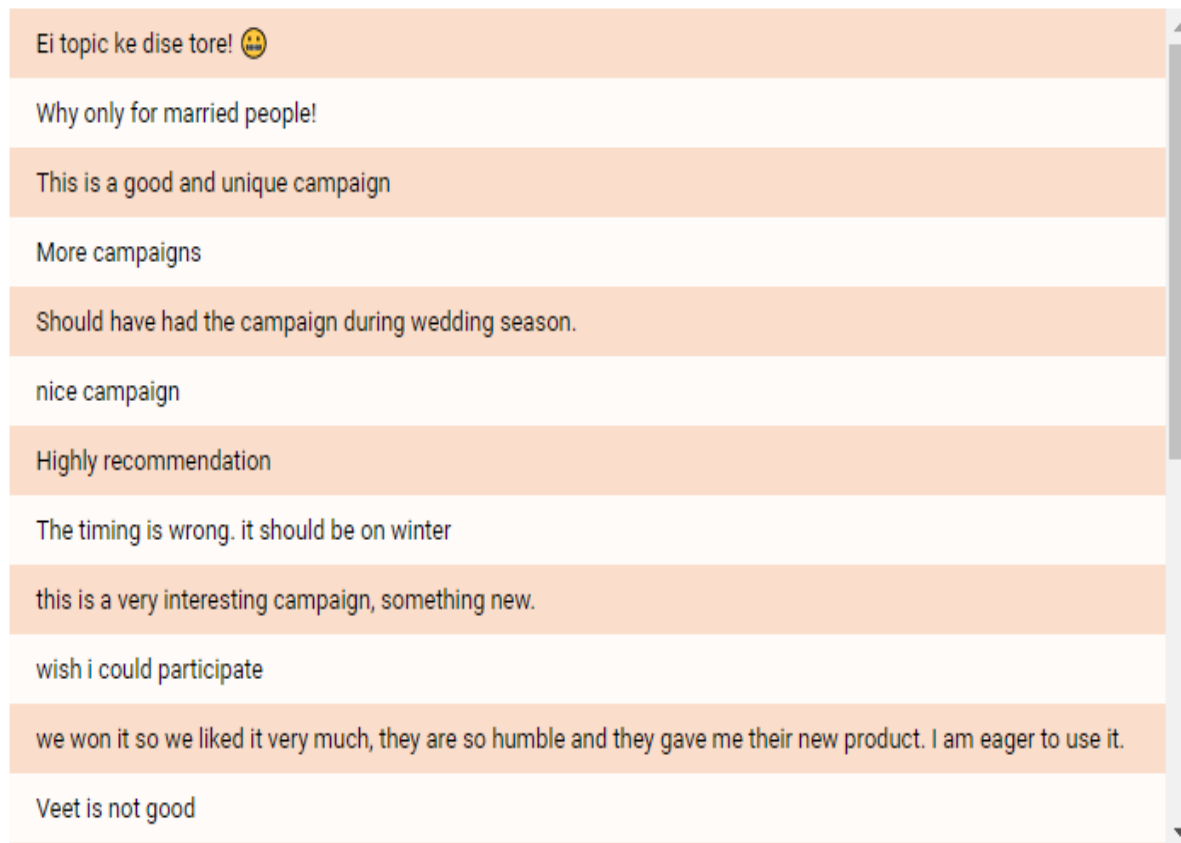 Ei topic ke dise tore! 😬
Why only for married people!
This is a good and unique campaign
More campaigns
Should have had the campaign during wedding season.
nice campaign
Highly recommendation
The timing is wrong. it should be on winter
this is a very interesting campaign, something new.
wish i could participate
we won it so we liked it very much, they are so humble and they gave me their new product. I am eager to use it.
Veet is not good